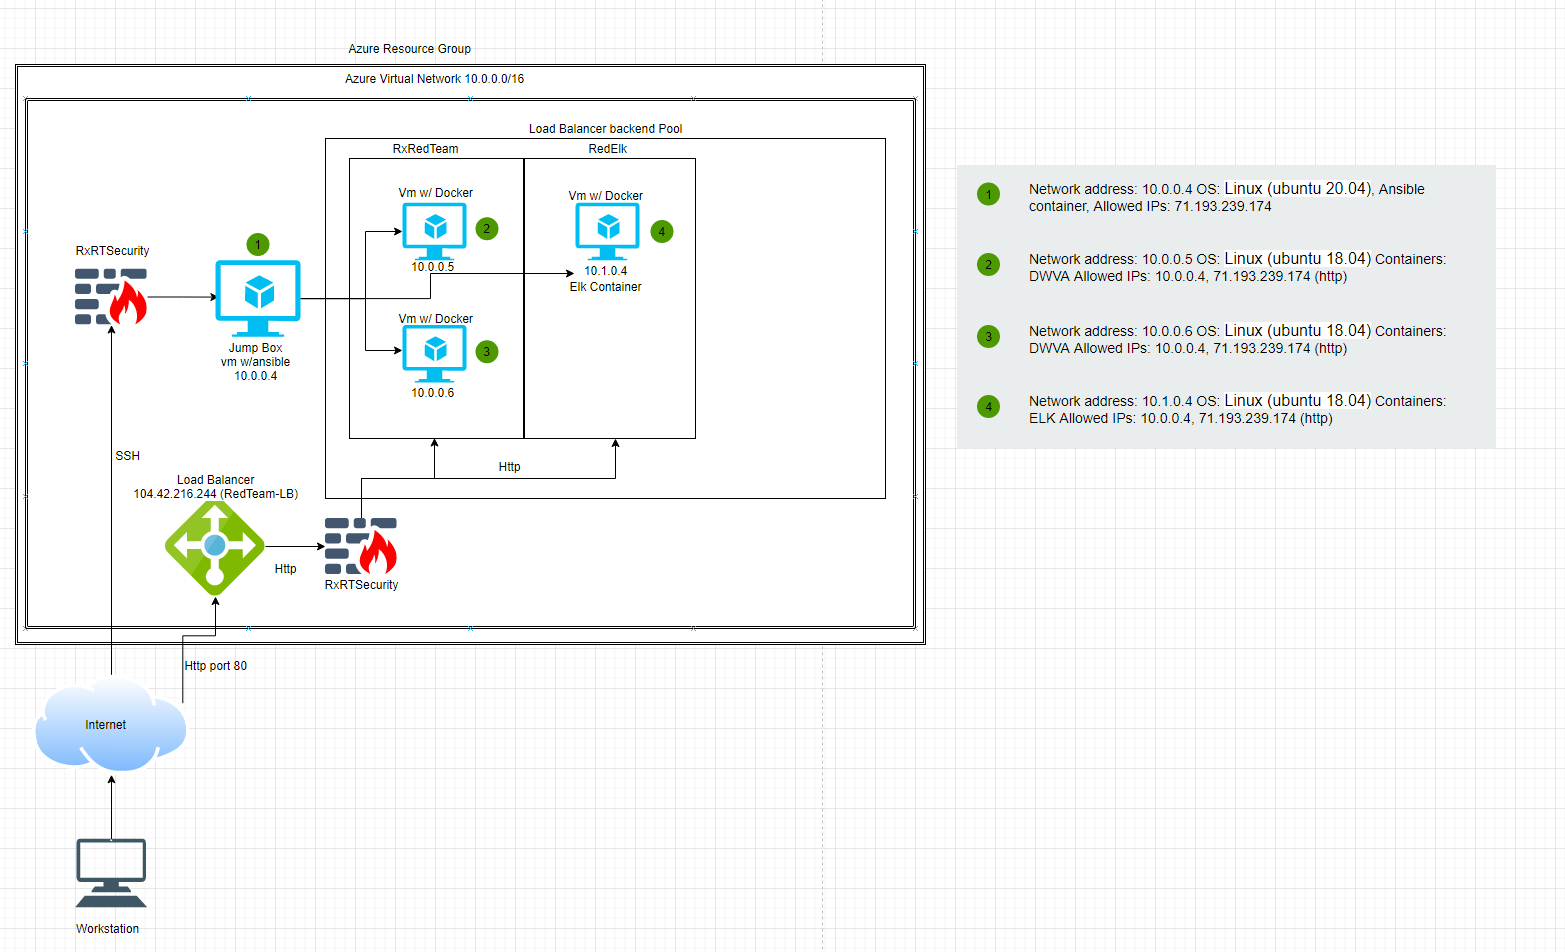 Azure Resource Group
Azure Virtual Network 10.0.0.0/16
Load Balancer backend Pool
RxRedTeam
RedElk
Vm w/ Docker
2
10.0.0.5
Vm w/ Docker
4
10.1.0.4
Elk Container
RxRTSecurity
1
Jump Box
vm w/ansible
10.0.0.4
Vm w/ Docker
3
10.0.0.6
SSH
Http
Load Balancer
104.42.216.244 (RedTeam-LB)
Http
RxRTSecurity
Http port 80
Internet
Workstation
1
Network address: 10.0.0.4 OS: Linux (ubuntu 20.04), Ansible
container, Allowed IPs: 71.193.239.174
2
Network address: 10.0.0.5 OS: Linux (ubuntu 18.04) Containers:
DWVA Allowed IPs: 10.0.0.4, 71.193.239.174 (http)
3
Network address: 10.0.0.6 OS: Linux (ubuntu 18.04) Containers:
DWVA Allowed IPs: 10.0.0.4, 71.193.239.174 (http)
4
Network address: 10.1.0.4 OS: Linux (ubuntu 18.04) Containers:
ELK Allowed IPs: 10.0.0.4, 71.193.239.174 (http)